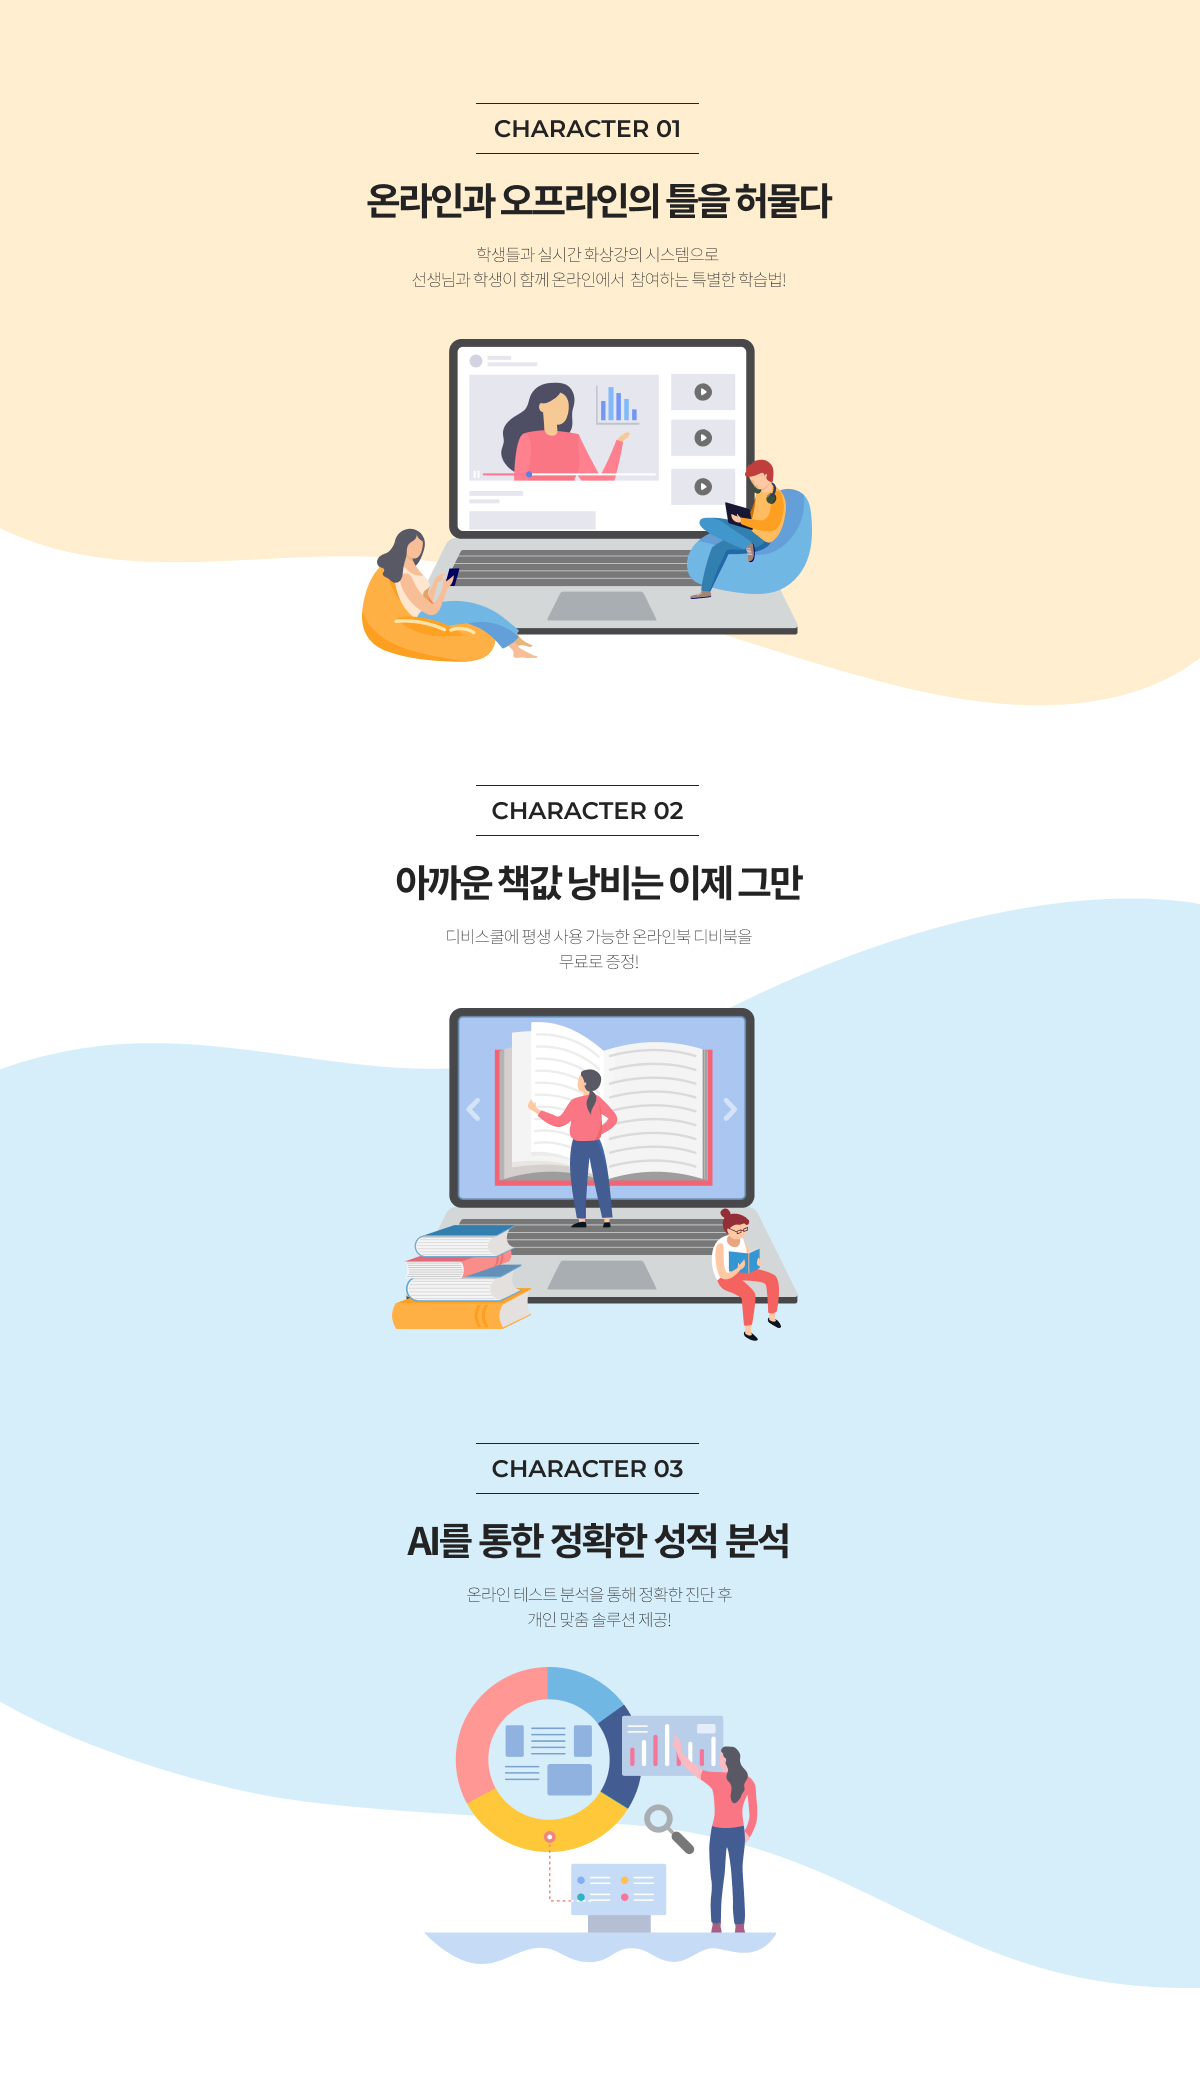 CHARACTER 01
온라인과 오프라인의 틀을 허물다
학생들과 실시간 화상강의 시스템으로
선생님과 학생이 함께 온라인에서 참여하는 특별한 학습법!
CHARACTER 02
아까운 책값 낭비는 이제 그만
디비스쿨에 평생 사용 가능한 온라인북 디비북을
무료로 증정!
CHARACTER 03
AI를 통한 정확한 성적 분석
온라인 테스트 분석을 통해 정확한 진단 후
개인 맞춤 솔루션 제공!